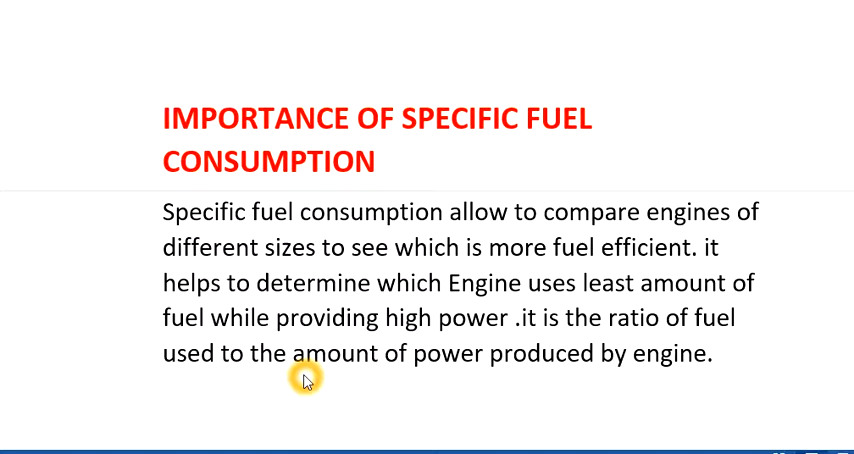 IMPORTANCE OF SPECIFIC FUEL
CONSUMPTION
Specific fuel consumption allow to compare engines of
different sizes to see which is more fuel efficient. it
helps to determine which Engine uses least amount of
fuel while providing high power .it is the ratio of fuel
used to the amount of power produced by engine.